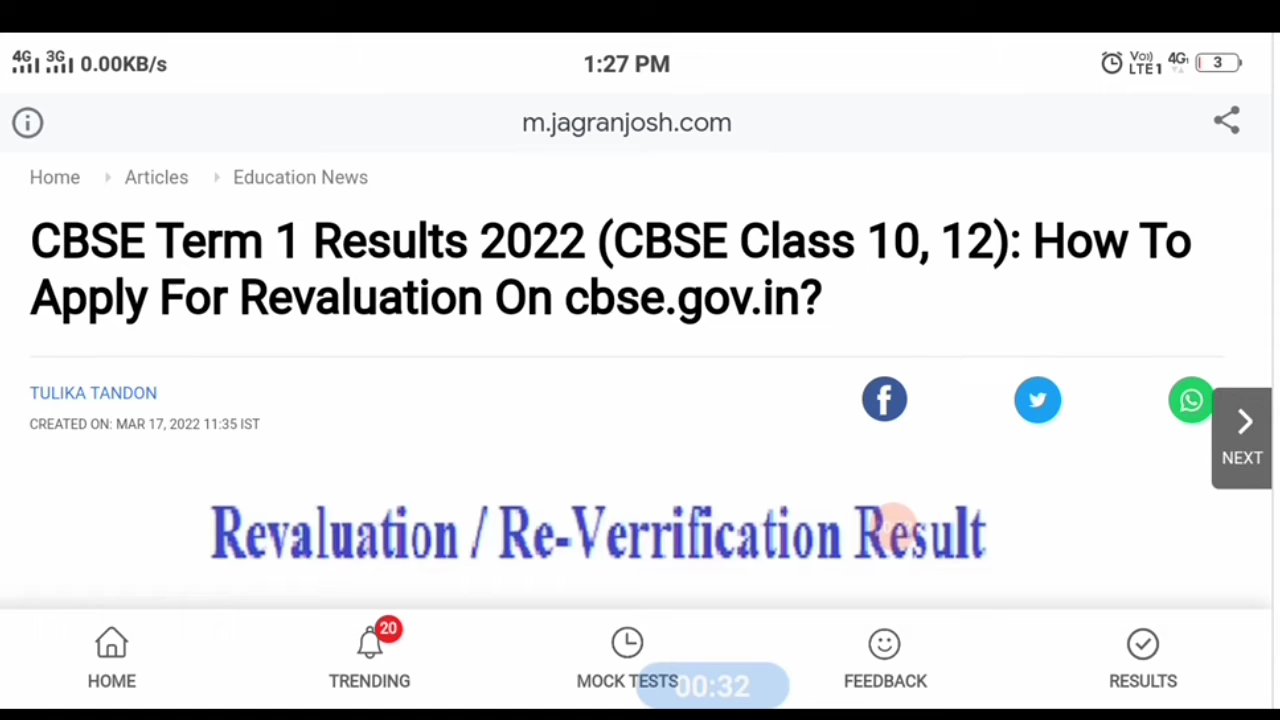 4G 3G 0.00KB/s
1:27 PM
Vo)) LTE1 4G 3
m.jagranjosh.com
Home Articles Education News
CBSE Term 1 Results 2022 (CBSE Class 10, 12): How To
Apply For Revaluation On cbse.gov.in?
TULIKA TANDON
CREATED ON: MAR 17, 2022 11:35 IST
NEXT
Revaluation / Re-Verrification Result
20
HOME
TRENDING
MOCK TESTS
FEEDBACK
RESULTS
00:32